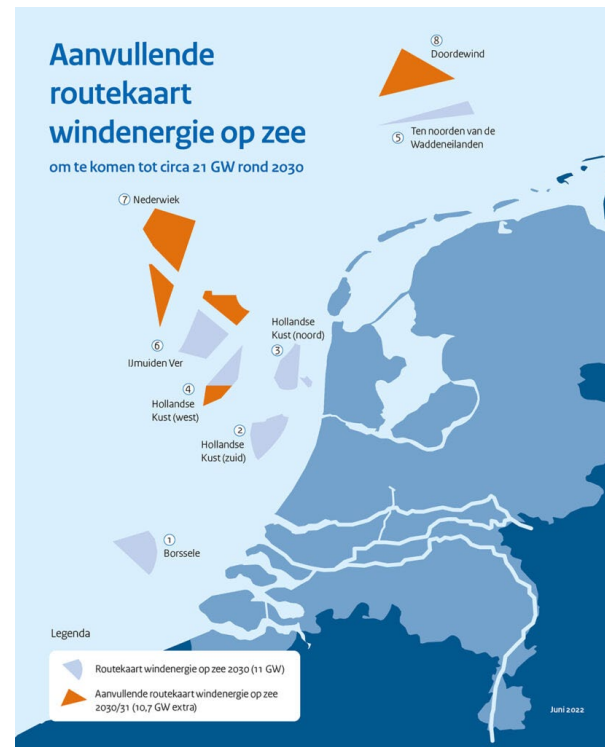 Aanvullende
routekaart
windenergie op zee
om te komen tot circa 21 GW rond 2030
8
Doordewind
5 Ten noorden van de
Waddeneilanden
7 Nederwiek
6
IJmuiden Ver
Hollandse
Kust (noord)
3
4
Hollandse
Kust (west)
2
Hollandse
Kust (zuid)
1
Borssele
Legenda
Routekaart windenergie op zee 2030 (11 GW)
Aanvullende routekaart windenergie op zee
2030/31 (10,7 GW extra)
Juni 2022